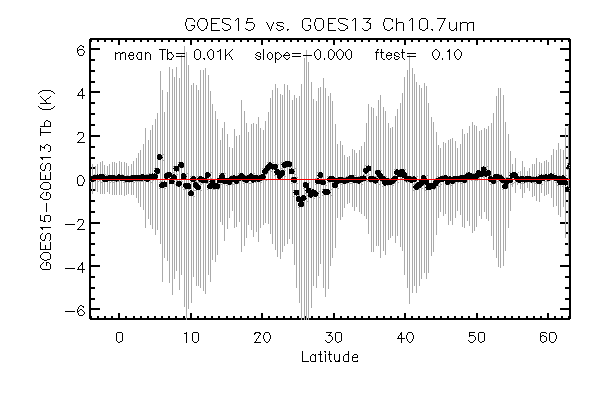 GOES15 vs. GOES13 Ch10.7um
mean Tb= 0.01K slope=-0.000 ftest= 0.10
GOES15-GOES13 Tb (K)
6
4
2
0
-2
-4
-6
0 10 20 30 40 50 60
Latitude